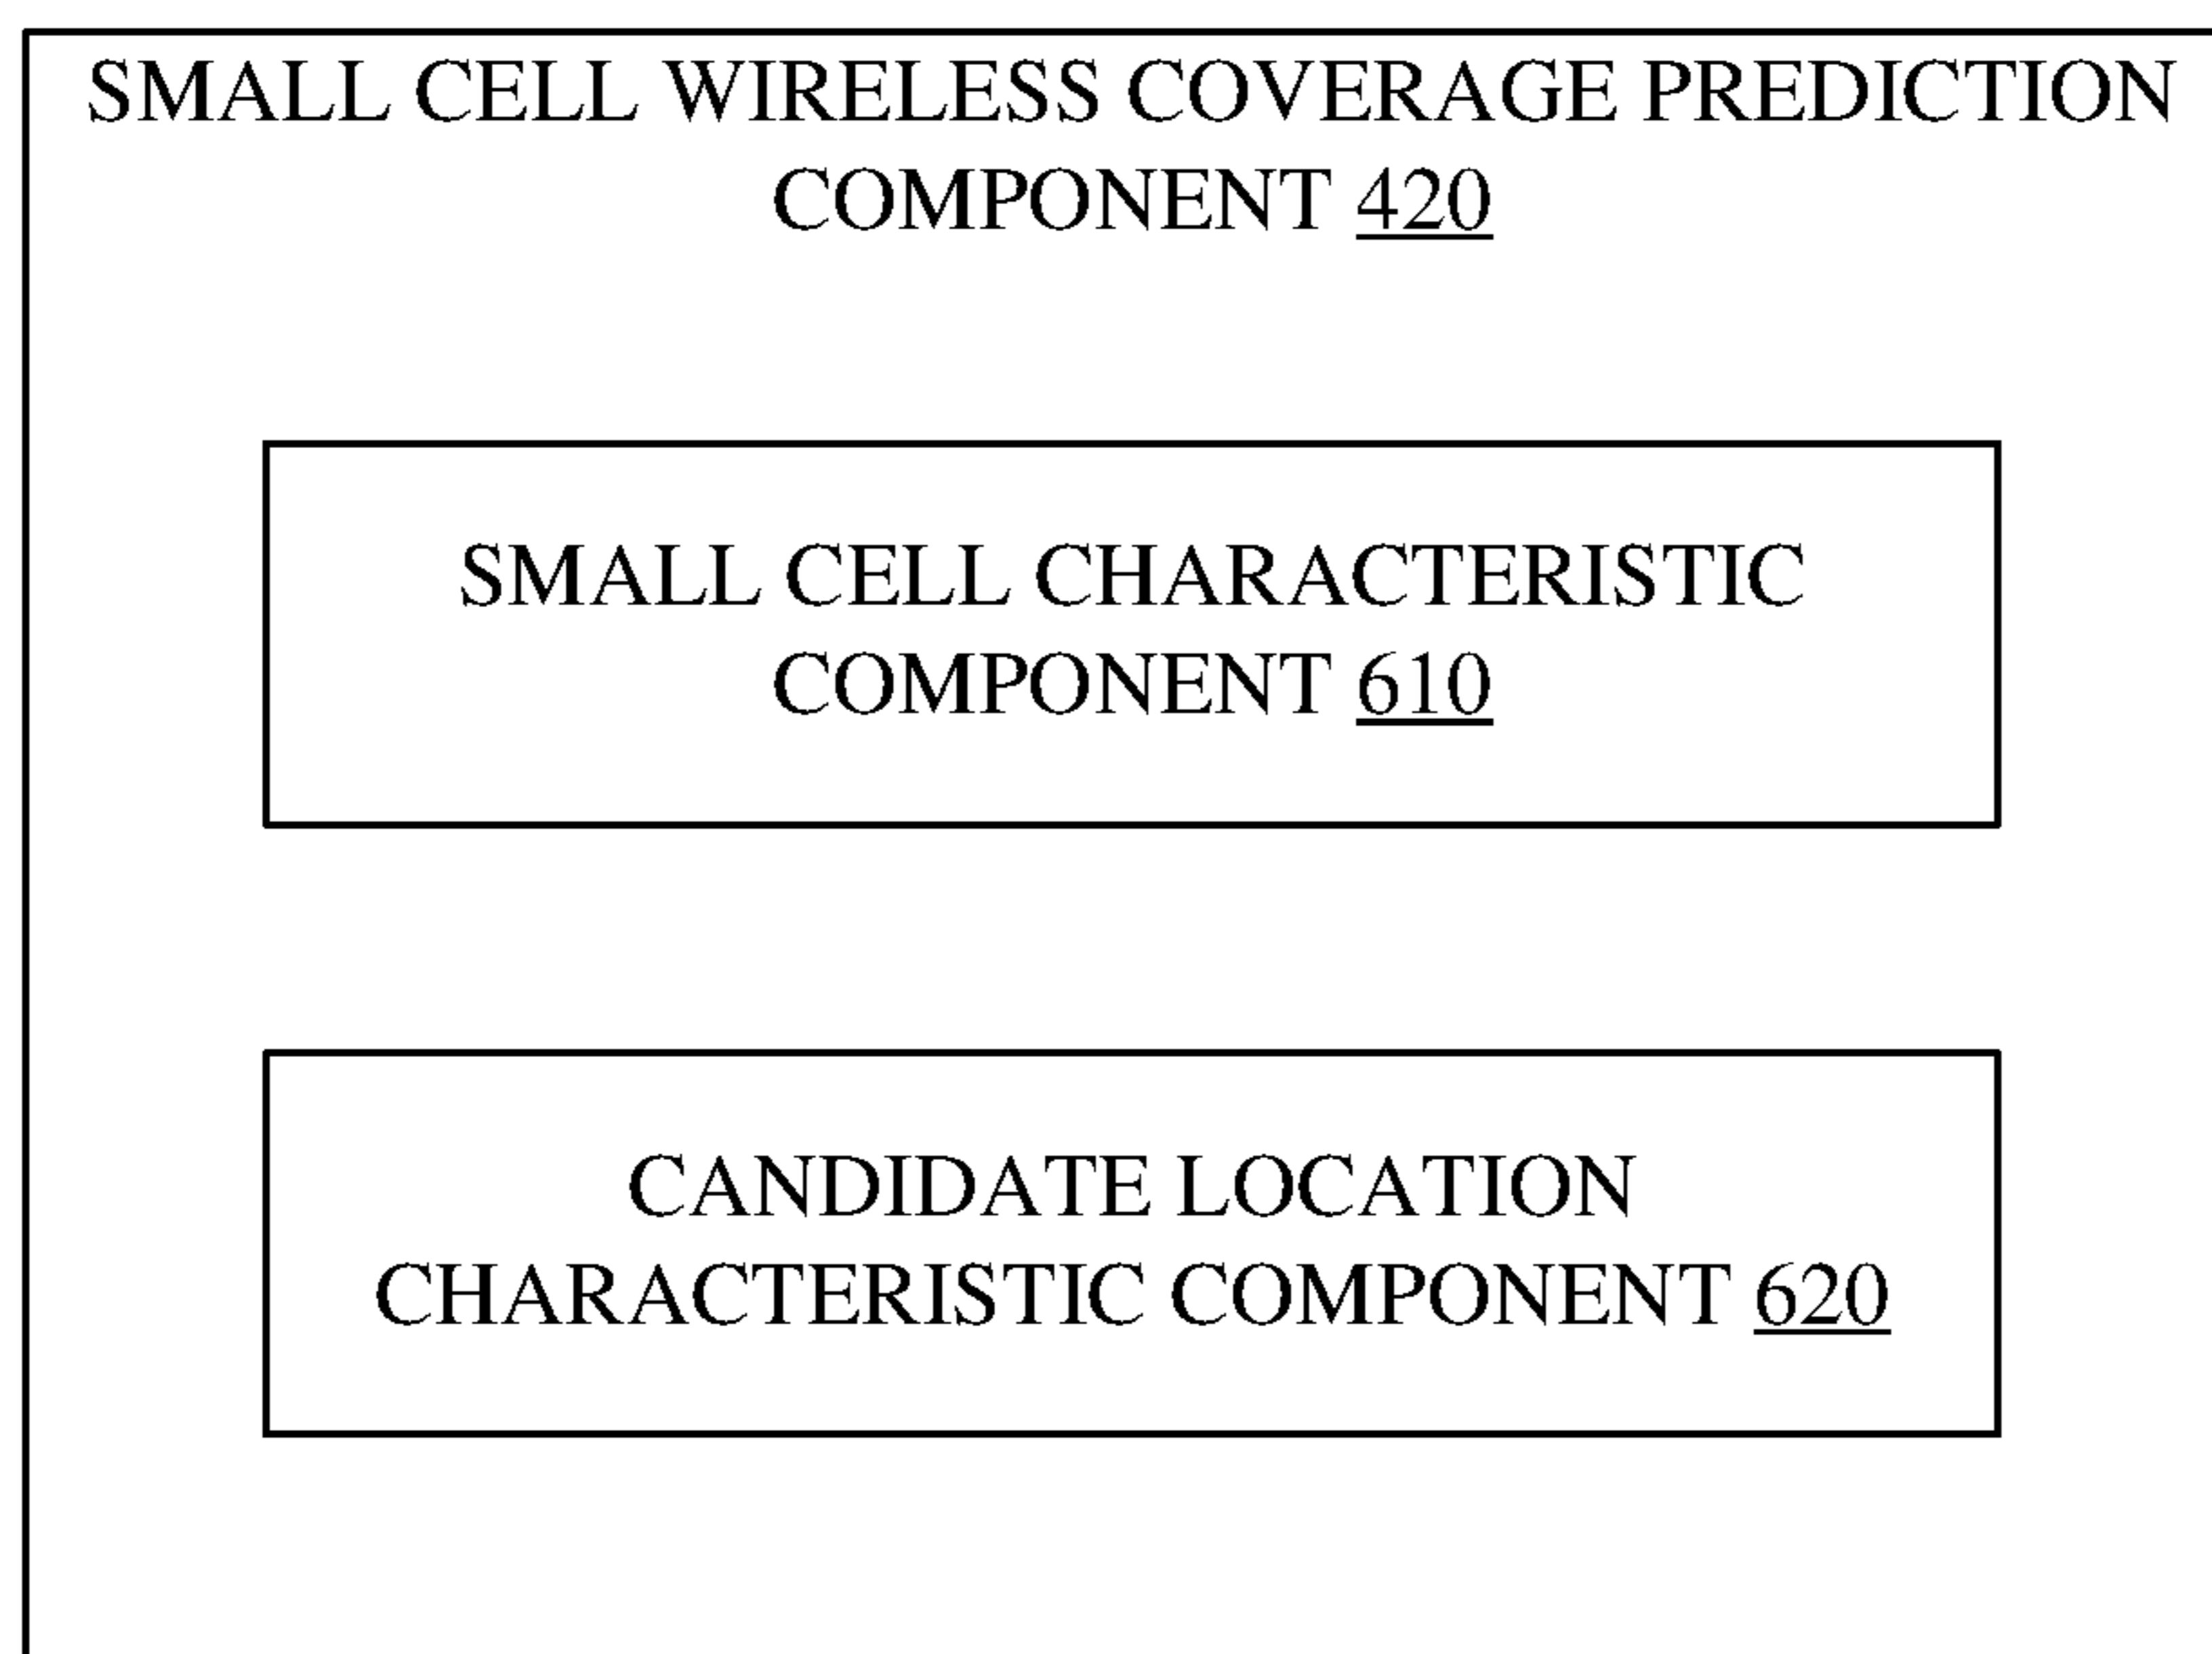 SMALL CELL WIRELESS COVERAGE PREDICTION
COMPONENT 420
SMALL CELL CHARACTERISTIC
COMPONENT 610
CANDIDATE LOCATION
CHARACTERISTIC COMPONENT 620